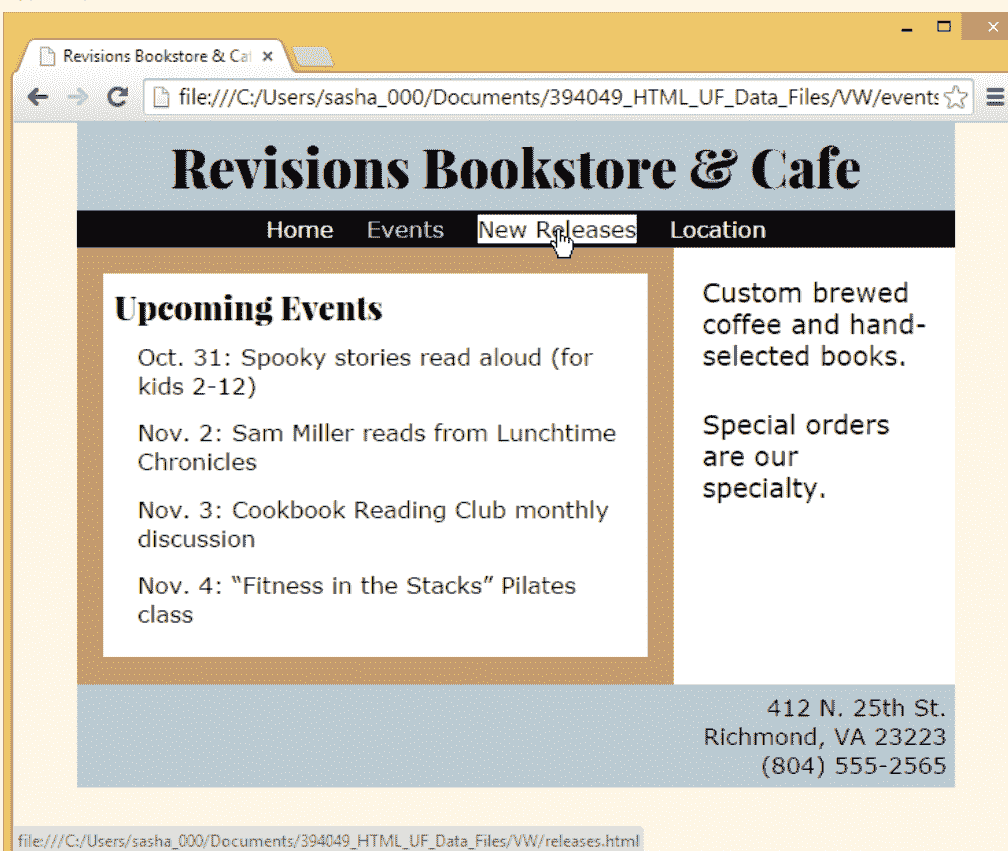 Revisions Bookstore & Caf
file:///C:/Users/sasha_000/Documents/394049_HTML_UF_Data_Files/VW/events
Revisions Bookstore & Cafe
Home Events New Releases Location
Upcoming Events
Oct. 31: Spooky stories read aloud (for
kids 2-12)
Nov. 2: Sam Miller reads from Lunchtime
Chronicles
Nov. 3: Cookbook Reading Club monthly
discussion
Nov. 4: “Fitness in the Stacks” Pilates
class
Custom brewed
coffee and hand-
selected books.
Special orders
are our
specialty.
412 N. 25th St.
Richmond, VA 23223
(804) 555-2565
file:///C:/Users/sasha_000/Documents/394049_HTML_UF_Data_Files/VW/releases.html